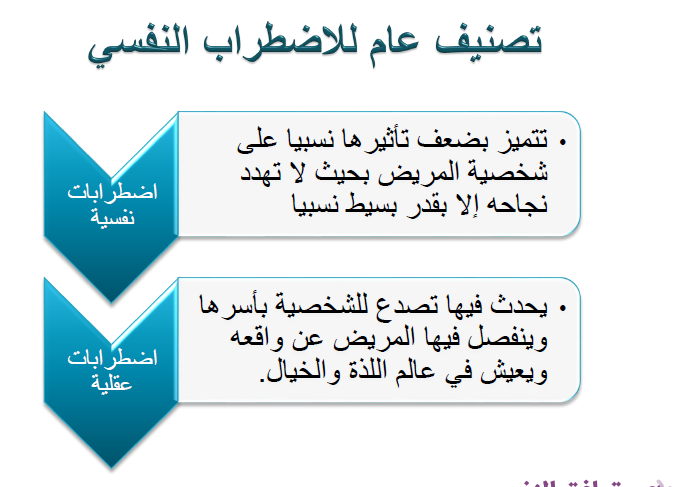 تصنيف عام للاضطراب النفسي
• تتميز بضعف تأثيرها نسبيا على
شخصية المريض بحيث لا تهدد
نجاحه إلا بقدر بسيط نسبيا
اضطرابات
نفسية
• يحدث فيها تصدع للشخصية بأسرها
وينفصل فيها المريض عن واقعه
ويعيش في عالم اللذة والخيال.
اضطرابات
عقلية